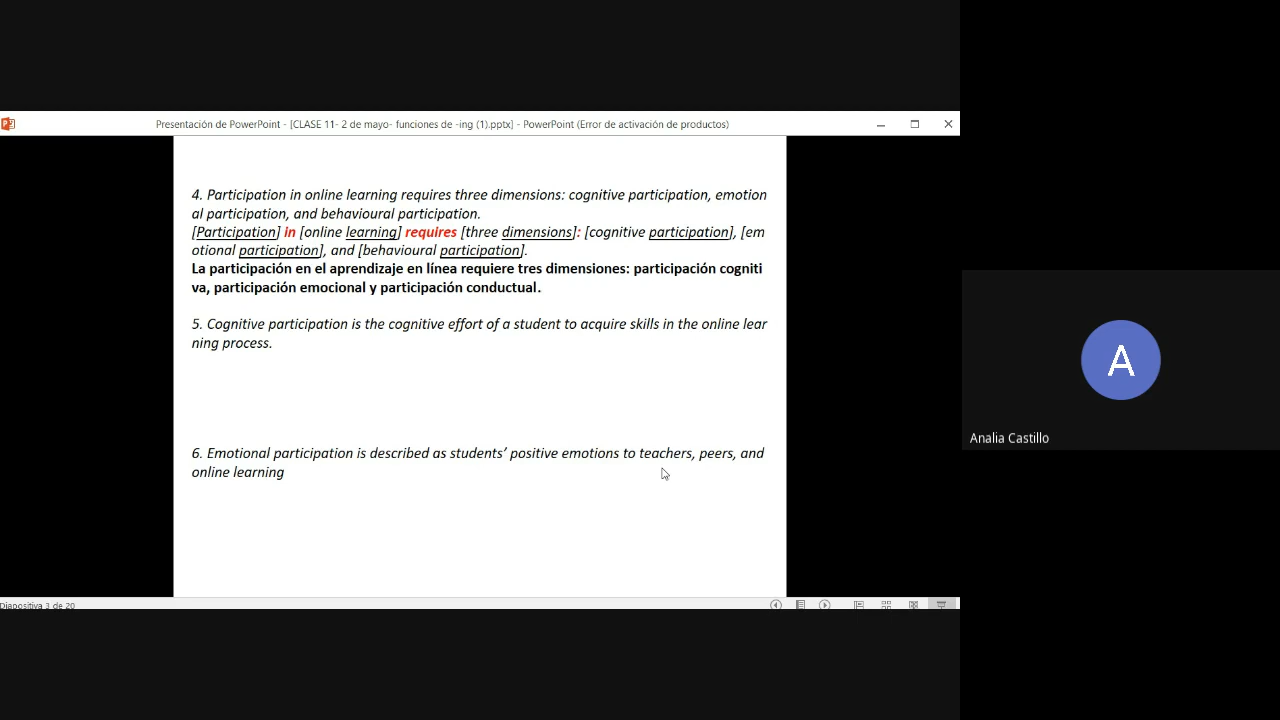 Presentación de PowerPoint - [CLASE 11- 2 de mayo- funciones de -ing (1).pptx] - PowerPoint (Error de activación de productos)
4. Participation in online learning requires three dimensions: cognitive participation, emotion
al participation, and behavioural participation.
[Participation] in [online learning] requires [three dimensions]: [cognitive participation], [em
otional participation], and [behavioural participation].
La participación en el aprendizaje en línea requiere tres dimensiones: participación cogniti
va, participación emocional y participación conductual.
5. Cognitive participation is the cognitive effort of a student to acquire skills in the online lear
ning process.
6. Emotional participation is described as students’ positive emotions to teachers, peers, and
online learning
Diapositiva 3 de 20
A
Analia Castillo